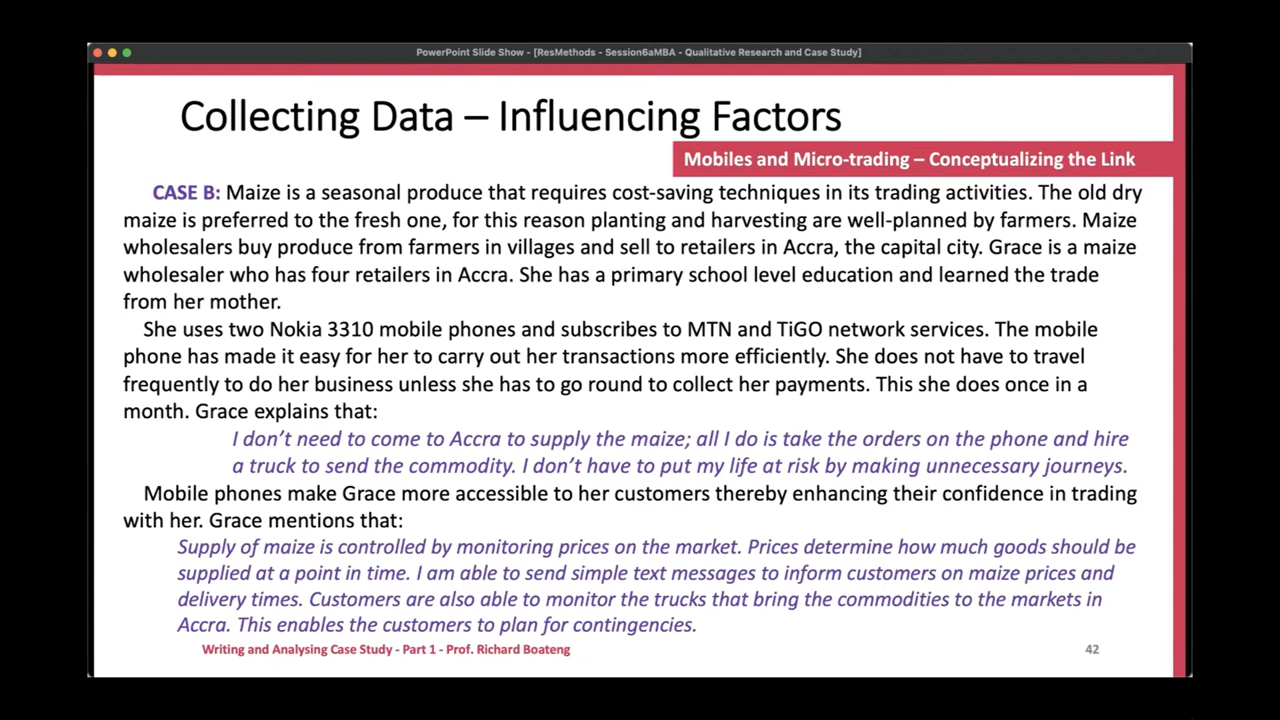 PowerPoint Slide Show - [ResMethods - Session6aMBA - Qualitative Research and Case Study]
Collecting Data – Influencing Factors
Mobiles and Micro-trading – Conceptualizing the Link
CASE B: Maize is a seasonal produce that requires cost-saving techniques in its trading activities. The old dry
maize is preferred to the fresh one, for this reason planting and harvesting are well-planned by farmers. Maize
wholesalers buy produce from farmers in villages and sell to retailers in Accra, the capital city. Grace is a maize
wholesaler who has four retailers in Accra. She has a primary school level education and learned the trade
from her mother.
She uses two Nokia 3310 mobile phones and subscribes to MTN and TiGO network services. The mobile
phone has made it easy for her to carry out her transactions more efficiently. She does not have to travel
frequently to do her business unless she has to go round to collect her payments. This she does once in a
month. Grace explains that:
I don't need to come to Accra to supply the maize; all I do is take the orders on the phone and hire
a truck to send the commodity. I don't have to put my life at risk by making unnecessary journeys.
Mobile phones make Grace more accessible to her customers thereby enhancing their confidence in trading
with her. Grace mentions that:
Supply of maize is controlled by monitoring prices on the market. Prices determine how much goods should be
supplied at a point in time. I am able to send simple text messages to inform customers on maize prices and
delivery times. Customers are also able to monitor the trucks that bring the commodities to the markets in
Accra. This enables the customers to plan for contingencies.
Writing and Analysing Case Study - Part 1 - Prof. Richard Boateng
42